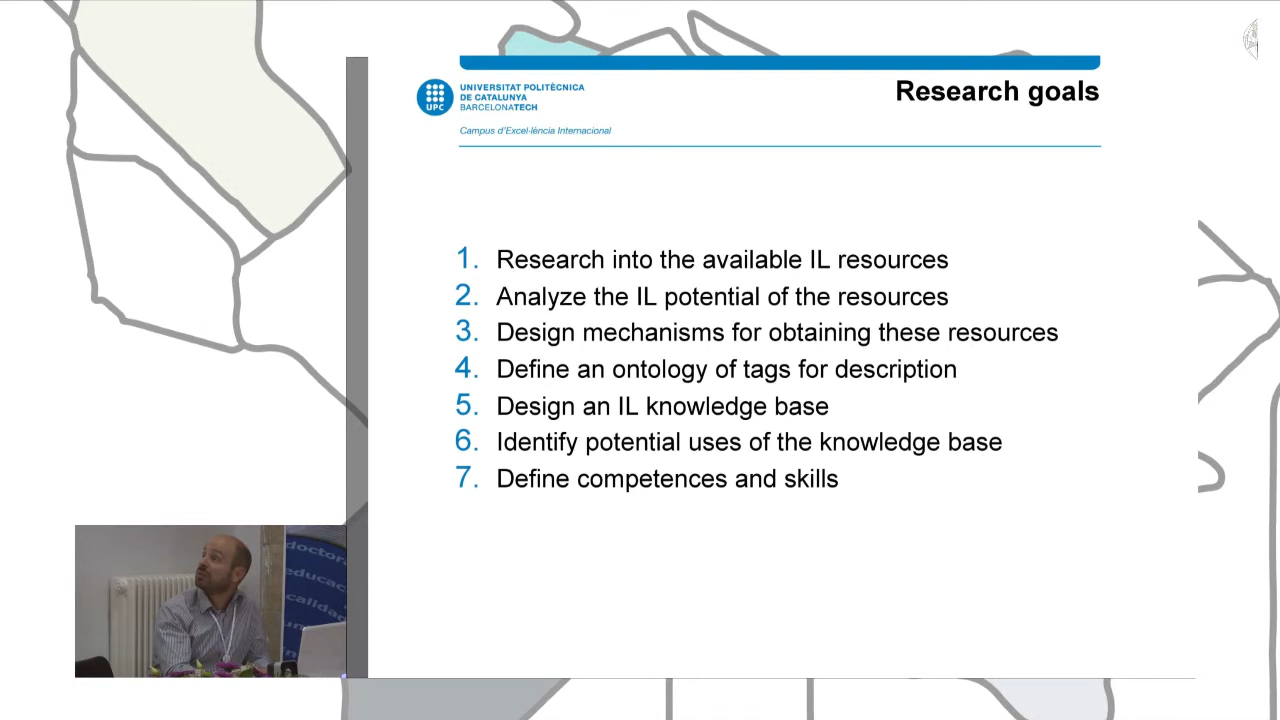 UNIVERSITAT POLITÈCNICA
DE CATALUNYA
BARCELONATECH
UPC
Campus d'Excel·lència Internacional
Research goals
1. Research into the available IL resources
2. Analyze the IL potential of the resources
3. Design mechanisms for obtaining these resources
4. Define an ontology of tags for description
5. Design an IL knowledge base
6. Identify potential uses of the knowledge base
7. Define competences and skills
doctora
educac
calidad